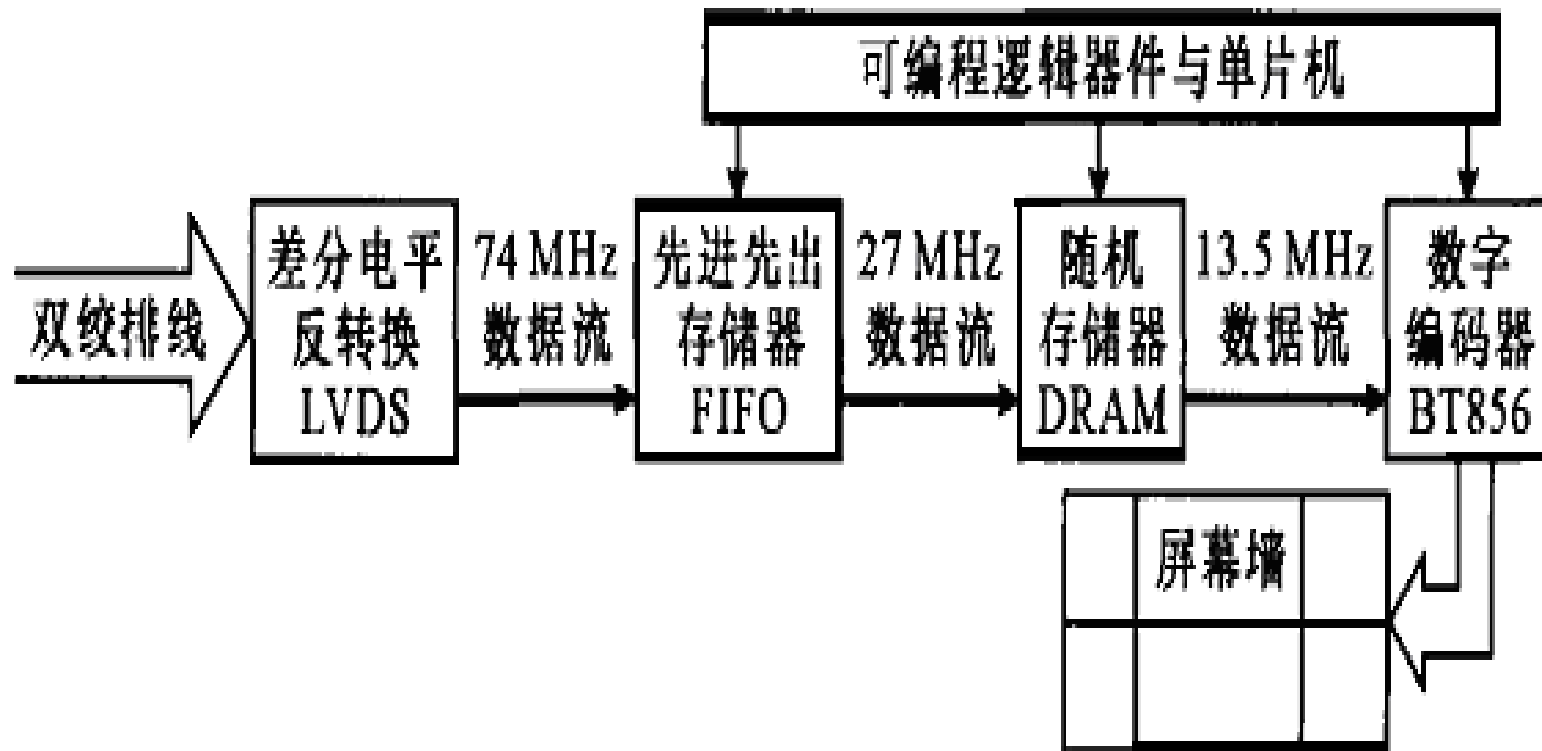 可编程逻辑器件与单片机
双绞排线
差分电平
反转换
LVDS
74 MHz
数据流
先进先出
存储器
FIFO
27 MHz
数据流
随机
存储器
DRAM
13.5 MHz
数据流
数字
编码器
BT856
屏幕墙